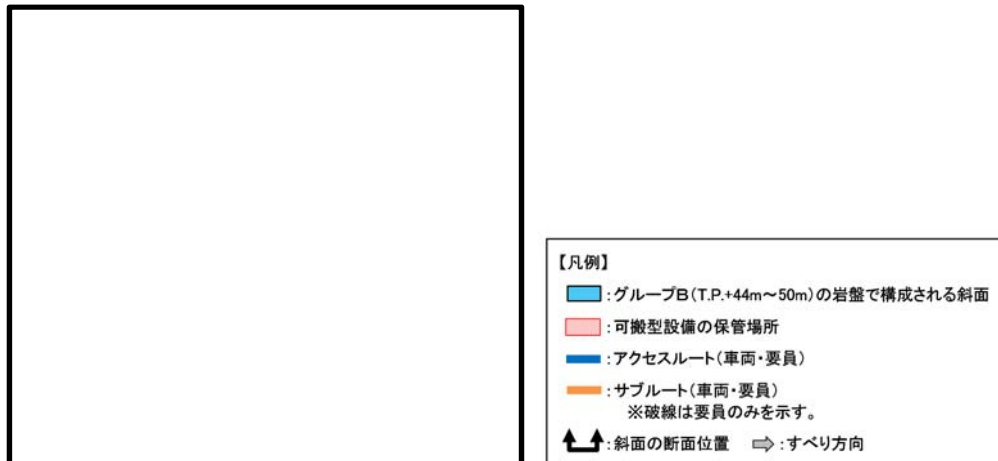 【凡例】
:グループB(T.P.+44m~50m)の岩盤で構成される斜面
:可搬型設備の保管場所
:アクセスルート(車両・要員)
:サブルート(車両・要員)
※破線は要員のみを示す。
:斜面の断面位置 :すべり方向